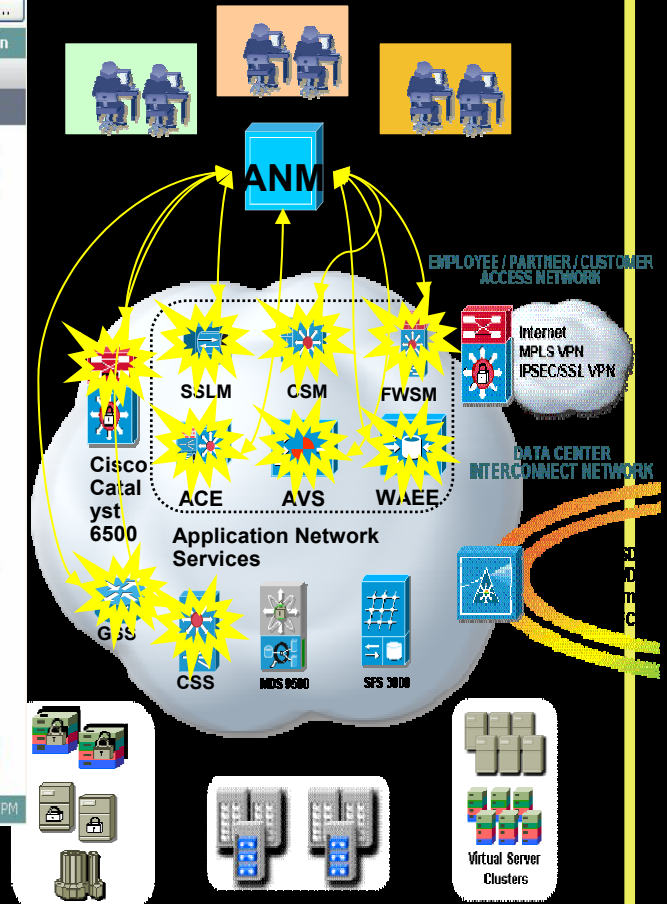 n
ANM
EMPLOYEE / PARTNER / CUSTOMER
ACCESS NETWORK
Internet
MPLS VPN
IPSEC/SSL VPN
SSLM
CSM
FWSM
DATA CENTER
INTERCONNECT NETWORK
Cisco
Catal
yst
6500
ACE
AVS
WAEE
Application Network
Services
GSS
CSS
MDS 9500
SFS 3000
PM
Virtual Server
Clusters